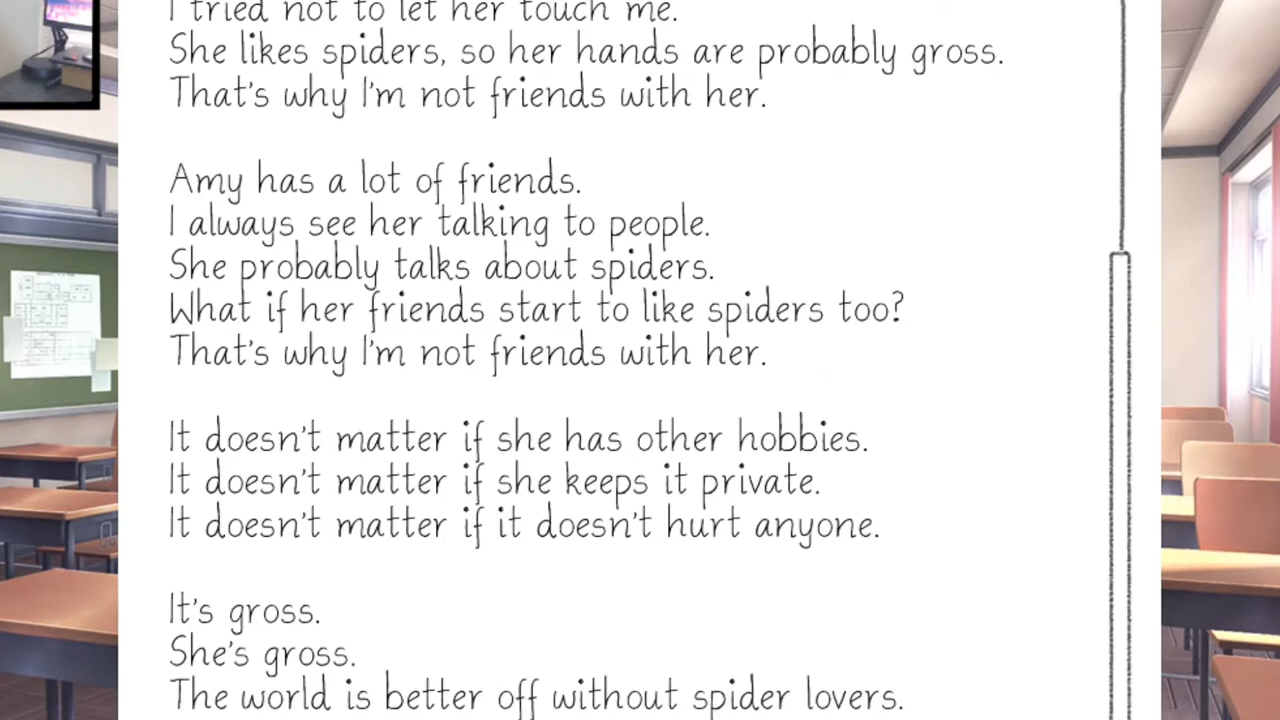 I tried not to let her touch me.
She likes spiders, so her hands are probably gross.
That's why I'm not friends with her.
Amy has a lot of friends.
I always see her talking to people.
She probably talks about spiders.
What if her friends start to like spiders too?
That's why I'm not friends with her.
It doesn't matter if she has other hobbies.
It doesn't matter if she keeps it private.
It doesn't matter if it doesn't hurt anyone.
It's gross.
She's gross.
The world is better off without spider lovers.